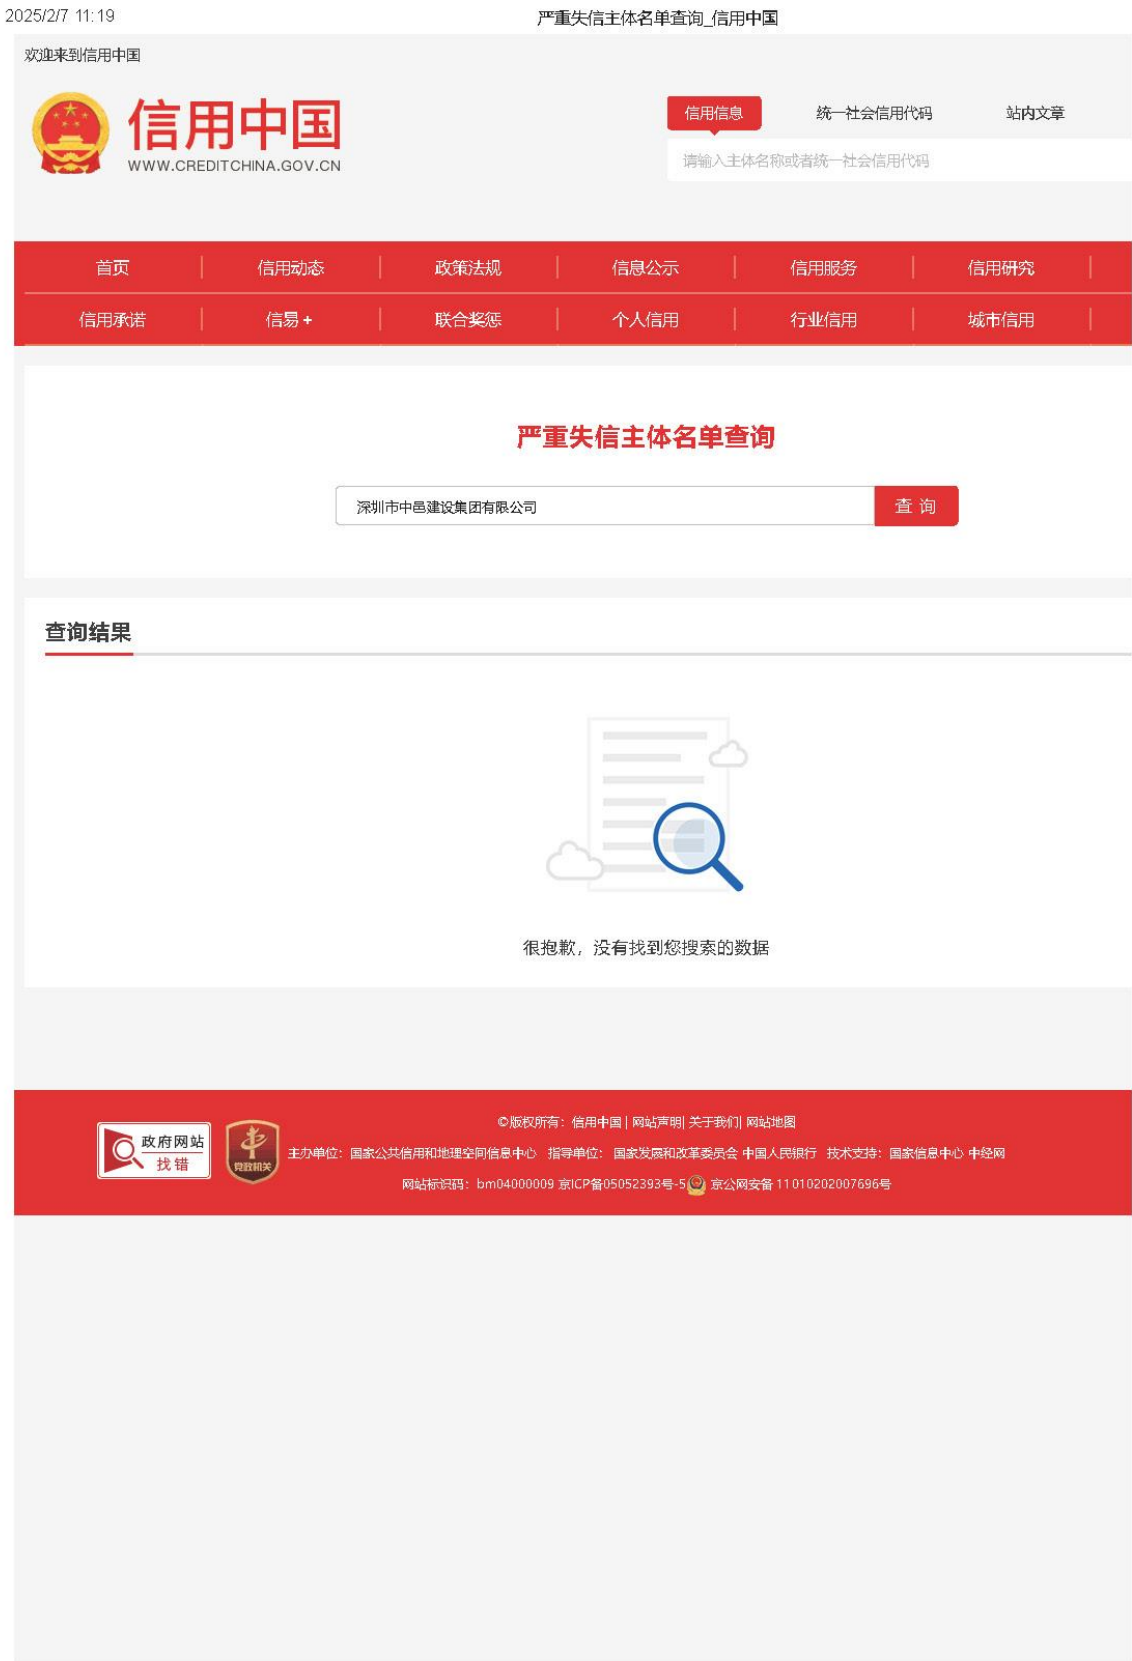 2025/2/7 11:19
严重失信主体名单查询_信用中国
欢迎来到信用中国
信用中国
WWW.CREDITCHINA.GOV.CN
信用信息 统一社会信用代码 站内文章
请输入主体名称或者统一社会信用代码
首页 信用动态 政策法规 信息公示 信用服务 信用研究
信用承诺 信易+ 联合奖惩 个人信用 行业信用 城市信用
严重失信主体名单查询
深圳市中邑建设集团有限公司 查询
查询结果
很抱歉，没有找到您搜索的数据
©版权所有：信用中国 | 网站声明| 关于我们| 网站地图
政府网站
找错
党政机关
主办单位：国家公共信用和地理空间信息中心 指导单位：国家发展和改革委员会 中国人民银行 技术支持：国家信息中心 中经网
网站标识码：bm04000009 京ICP备05052393号-5 京公网安备 11010202007696号